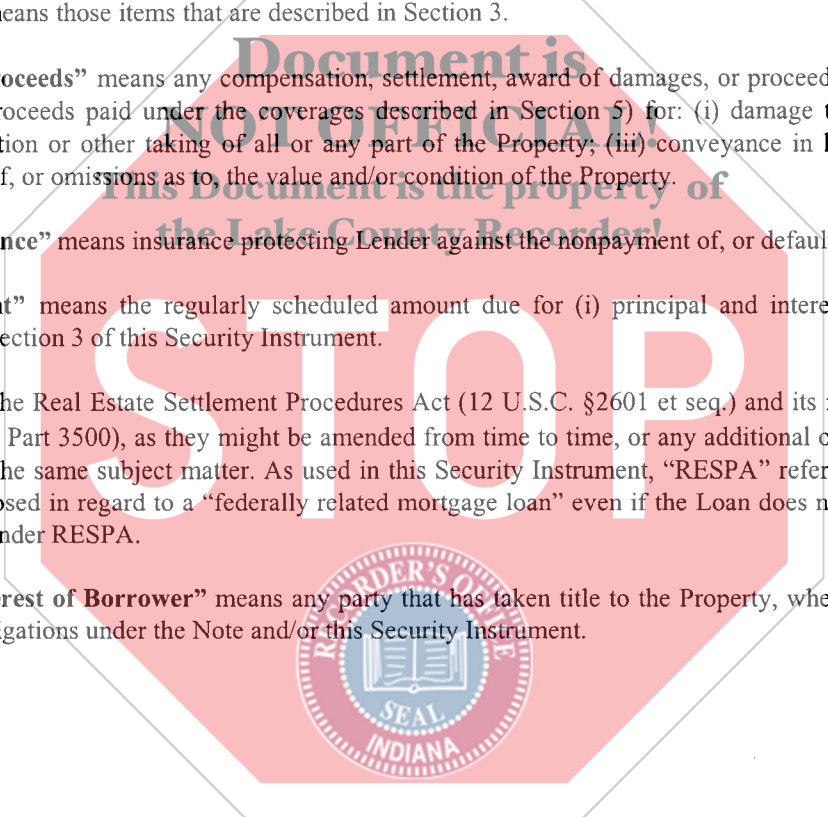 eans those items that are described in Section 3.
Document is
roceeds” means any compensation, settlement, award of damages, or proceed
roceeds paid under the coverages described in Section 5) for: (i) damage t
NOT OFFICIAL!
tion or other taking of all or any part of the Property; (iii) conveyance in l
f, or omissions as to, the value and/or condition of the Property.
This Document is the property of
the Lake County Recorder!
nce” means insurance protecting Lender against the nonpayment of, or defaul
nt” means the regularly scheduled amount due for (i) principal and intere
ection 3 of this Security Instrument.
STOP
he Real Estate Settlement Procedures Act (12 U.S.C. §2601 et seq.) and its
Part 3500), as they might be amended from time to time, or any additional o
he same subject matter. As used in this Security Instrument, “RESPA” refer
osed in regard to a “federally related mortgage loan” even if the Loan does n
nder RESPA.
erest of Borrower” means any party that has taken title to the Property, whe
igations under the Note and/or this Security Instrument.
RECORDER'S OFFICE
SEAL
INDIANA